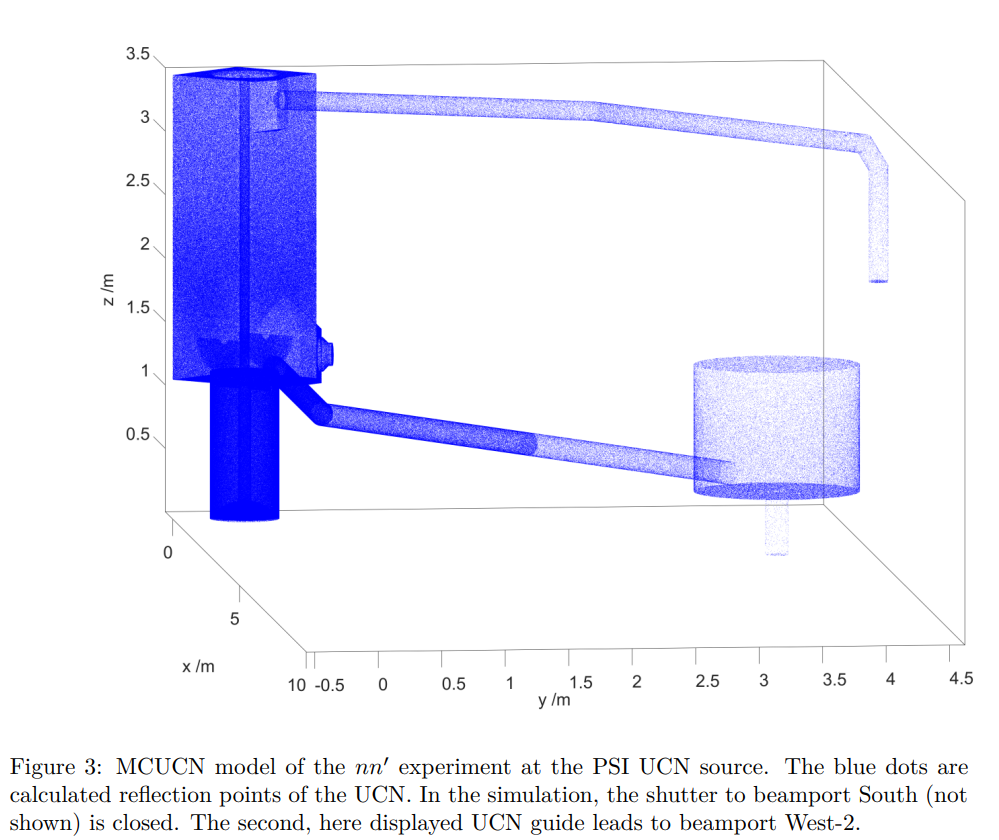 3.5
3
2.5
2
z /m
1.5
1
0.5
0
5
x /m
10 -0.5 0 0.5 1 1.5 2 2.5 3 3.5 4 4.5
y /m
Figure 3: MCUCN model of the nn′ experiment at the PSI UCN source. The blue dots are
calculated reflection points of the UCN. In the simulation, the shutter to beamport South (not
shown) is closed. The second, here displayed UCN guide leads to beamport West-2.